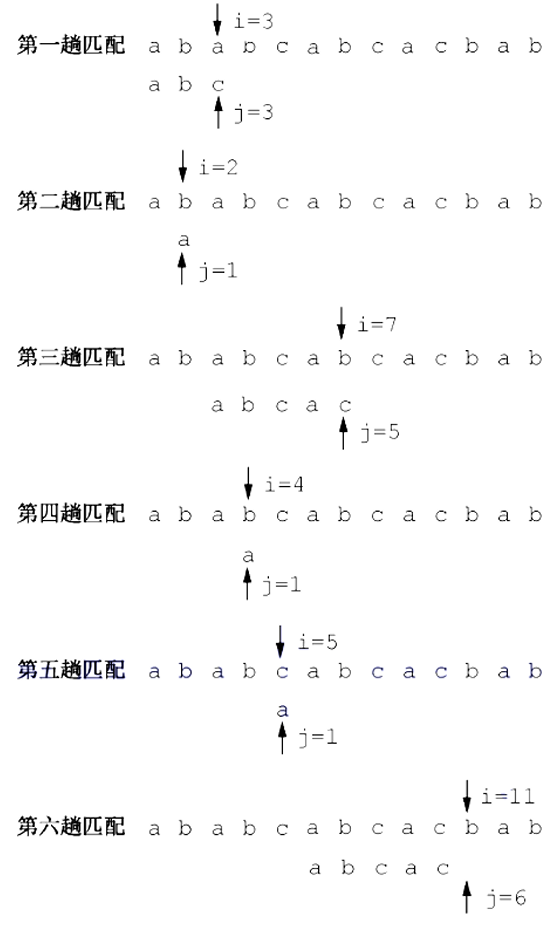 i=3
第一趟匹配 a b a b c a b c a c b a b
a b c
j=3
i=2
第二趟匹配 a b a b c a b c a c b a b
a
j=1
i=7
第三趟匹配 a b a b c a b c a c b a b
a b c a c
j=5
i=4
第四趟匹配 a b a b c a b c a c b a b
a
j=1
i=5
第五趟匹配 a b a b c a b c a c b a b
a
j=1
i=11
第六趟匹配 a b a b c a b c a c b a b
a b c a c
j=6